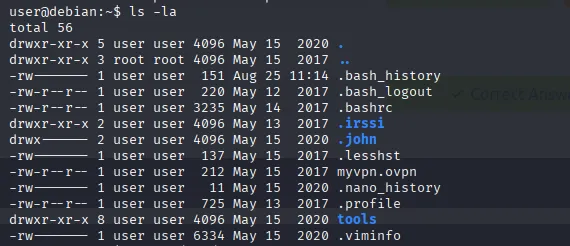 user@debian:~$ ls -la
total 56
drwxr-xr-x 5 user user 4096 May 15  2020 .
drwxr-xr-x 3 root root 4096 May 15  2017 ..
-rw------- 1 user user  151 Aug 25 11:14 .bash_history
-rw-r--r-- 1 user user  220 May 12  2017 .bash_logout
-rw-r--r-- 1 user user 3235 May 14  2017 .bashrc
drwxr-xr-x 2 user user 4096 May 13  2017 .irssi
drwx------ 2 user user 4096 May 15  2020 .john
-rw------- 1 user user  137 May 15  2017 .lesshst
-rw-r--r-- 1 user user  212 May 15  2017 myvpn.ovpn
-rw------- 1 user user   11 May 15  2020 .nano_history
-rw-r--r-- 1 user user  725 May 13  2017 .profile
drwxr-xr-x 8 user user 4096 May 15  2020 tools
-rw------- 1 user user 6334 May 15  2020 .viminfo
✓ Correct Answ